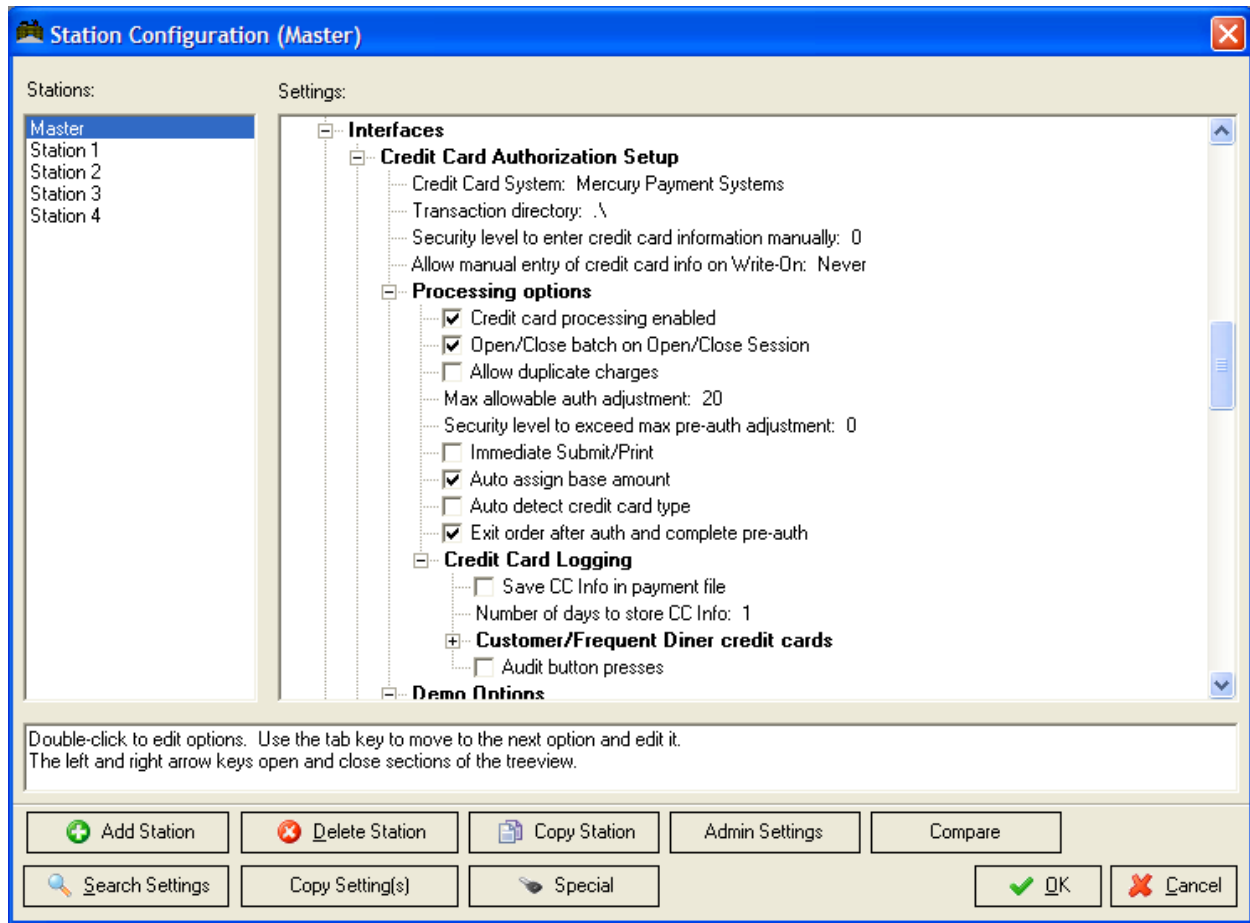 Station Configuration (Master)
Stations:
Settings:
Master
Station 1
Station 2
Station 3
Station 4
Interfaces
Credit Card Authorization Setup
Credit Card System:  Mercury Payment Systems
Transaction directory:  .\
Security level to enter credit card information manually:  0
Allow manual entry of credit card info on Write-On:  Never
Processing options
Credit card processing enabled
Open/Close batch on Open/Close Session
Allow duplicate charges
Max allowable auth adjustment:  20
Security level to exceed max pre-auth adjustment:  0
Immediate Submit/Print
Auto assign base amount
Auto detect credit card type
Exit order after auth and complete pre-auth
Credit Card Logging
Save CC Info in payment file
Number of days to store CC Info:  1
Customer/Frequent Diner credit cards
Audit button presses
Demo Options
Double-click to edit options.  Use the tab key to move to the next option and edit it.
The left and right arrow keys open and close sections of the treeview.
Add Station
Delete Station
Copy Station
Admin Settings
Compare
Search Settings
Copy Setting(s)
Special
OK
Cancel